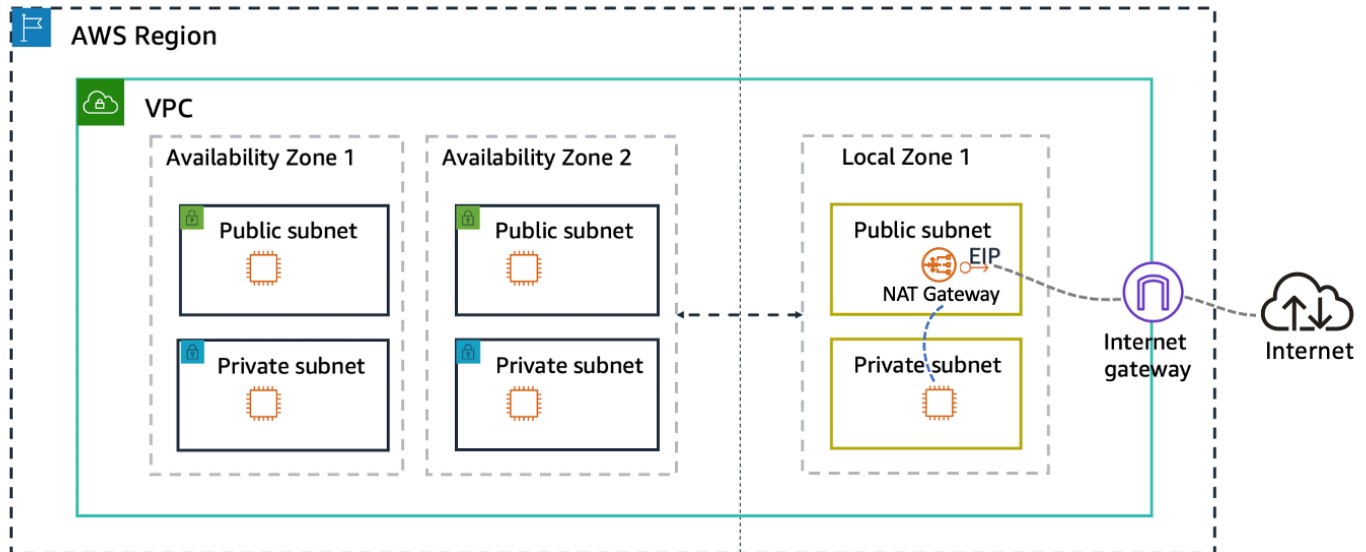 AWS Region
VPC
Availability Zone 1
Public subnet
Private subnet
Availability Zone 2
Public subnet
Private subnet
Local Zone 1
Public subnet
EIP
NAT Gateway
Private subnet
Internet
gateway
Internet